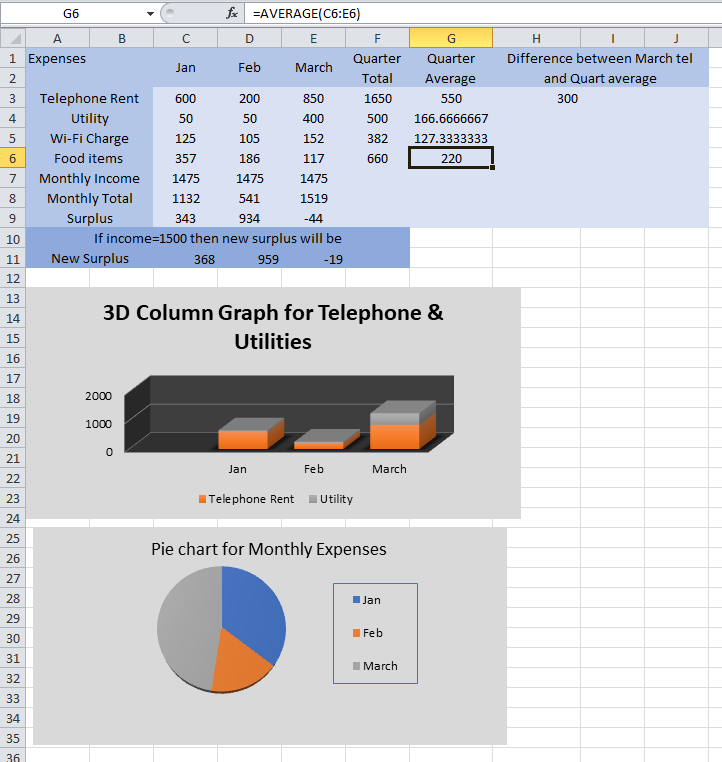 G6 fx =AVERAGE(C6:E6)
A B C D E F G H I J
1 Expenses Jan Feb March Quarter Quarter Difference between March tel
2 Total Average and Quart average
3 Telephone Rent 600 200 850 1650 550 300
4 Utility 50 50 400 500 166.6666667
5 Wi-Fi Charge 125 105 152 382 127.3333333
6 Food items 357 186 117 660 220
7 Monthly Income 1475 1475 1475
8 Monthly Total 1132 541 1519
9 Surplus 343 934 -44
10 If income=1500 then new surplus will be
11 New Surplus 368 959 -19
12
13
14
15
16
17
18
19
20
21
22
23
24
25
26
27
28
29
30
31
32
33
34
35
36
3D Column Graph for Telephone &
Utilities
2000
1000
0
Jan Feb March
Telephone Rent Utility
Pie chart for Monthly Expenses
Jan
Feb
March